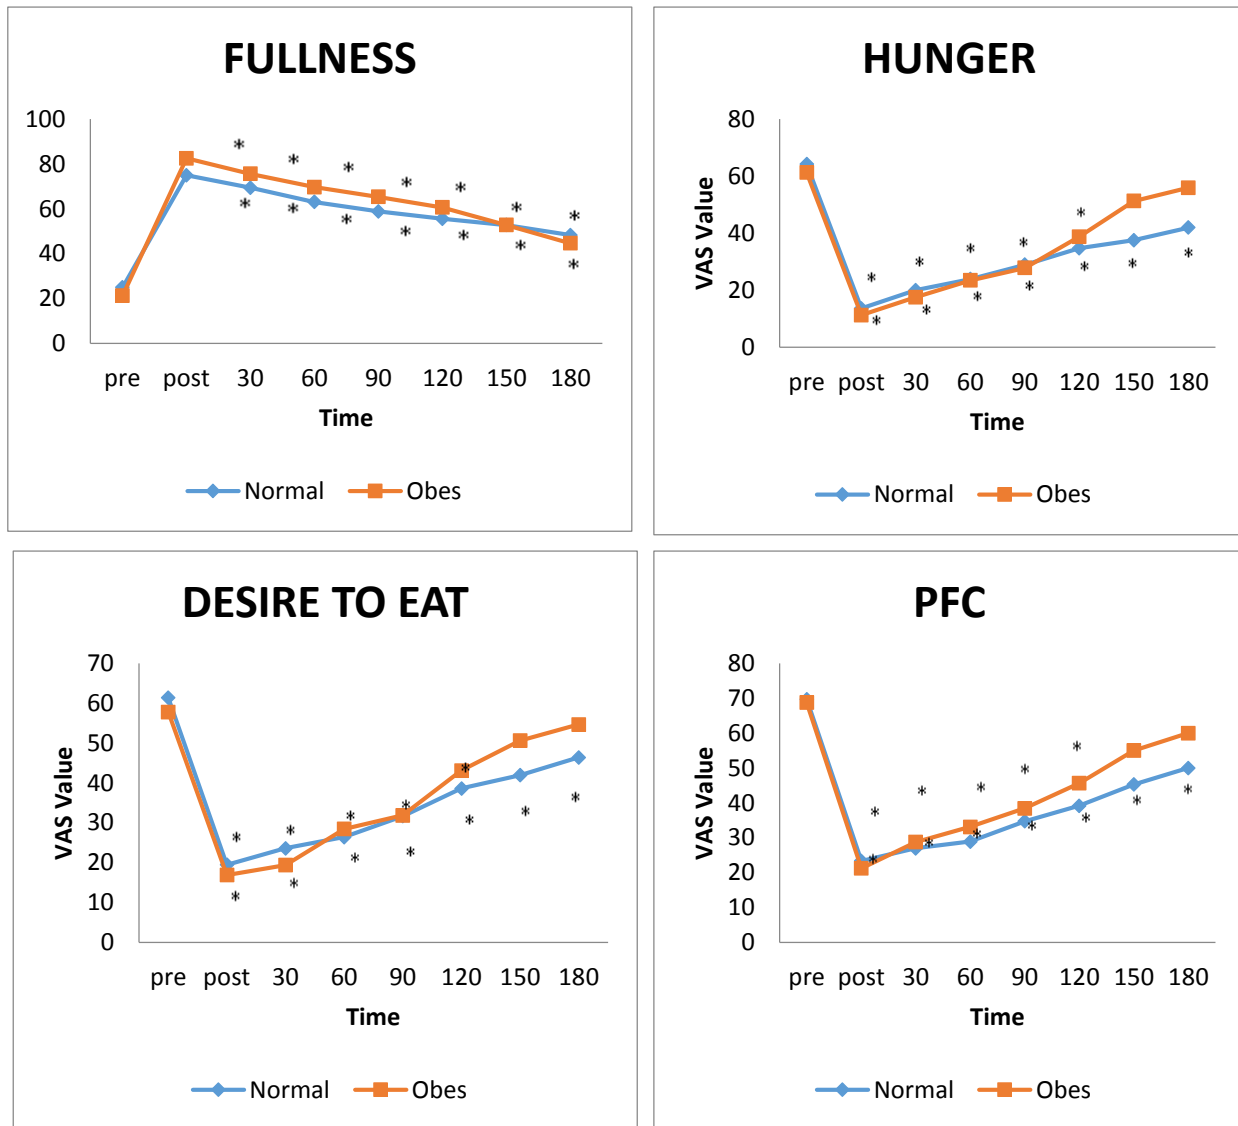 FULLNESS
100
80
60
40
20
0
* * * * * * *
* * * * * * *
pre post 30 60 90 120 150 180
Time
Normal Obes
HUNGER
VAS Value
80
60
40
20
0
* * * * *
* * * * * * *
pre post 30 60 90 120 150 180
Time
Normal Obes
DESIRE TO EAT
VAS Value
70
60
50
40
30
20
10
0
* * * * *
* * * * * * *
pre post 30 60 90 120 150 180
Time
Normal Obes
PFC
VAS Value
80
70
60
50
40
30
20
10
0
* * * * *
* * * * * * *
pre post 30 60 90 120 150 180
Time
Normal Obes